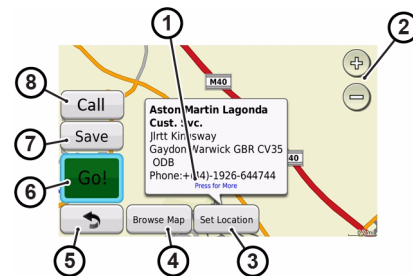 1
2
M40
8
Call
Aston Martin Lagonda
Cust. Svc.
7
Save
Jlrtt Kingsway
Gaydon Warwick GBR CV35
ODB
40
Phone:+(44)-1926-644744
Press for More
6
Go!
Browse Map
Set Location
5
4
3